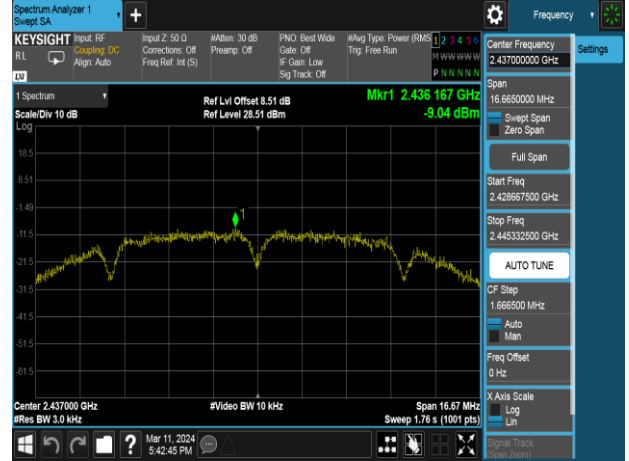 Spectrum Analyzer 1
Swept SA
+
Frequency
KEYSIGHT
RL
LXI
Input: RF
Coupling: DC
Align: Auto
Input Z: 50 Ω
Corrections: Off
Freq Ref: Int (S)
#Atten: 30 dB
Preamp: Off
PNO: Best Wide
Gate: Off
IF Gain: Low
Sig Track: Off
#Avg Type: Power (RMS
Trig: Free Run
1 2 3 4 5 6
M W W W W W
P N N N N N
1 Spectrum
Scale/Div 10 dB
Log
Ref Lvl Offset 8.51 dB
Ref Level 28.51 dBm
Mkr1 2.436 167 GHz
-9.04 dBm
18.5
8.51
-1.49
-11.5
-21.5
-31.5
-41.5
-51.5
-61.5
1
Center 2.437000 GHz
#Res BW 3.0 kHz
#Video BW 10 kHz
Span 16.67 MHz
Sweep 1.76 s (1001 pts)
Mar 11, 2024
5:42:45 PM
?
Center Frequency
2.437000000 GHz
Settings
Span
16.6650000 MHz
Swept Span
Zero Span
Full Span
Start Freq
2.428667500 GHz
Stop Freq
2.445332500 GHz
AUTO TUNE
CF Step
1.666500 MHz
Auto
Man
Freq Offset
0 Hz
X Axis Scale
Log
Lin
Signal Track
(Span Zoom)